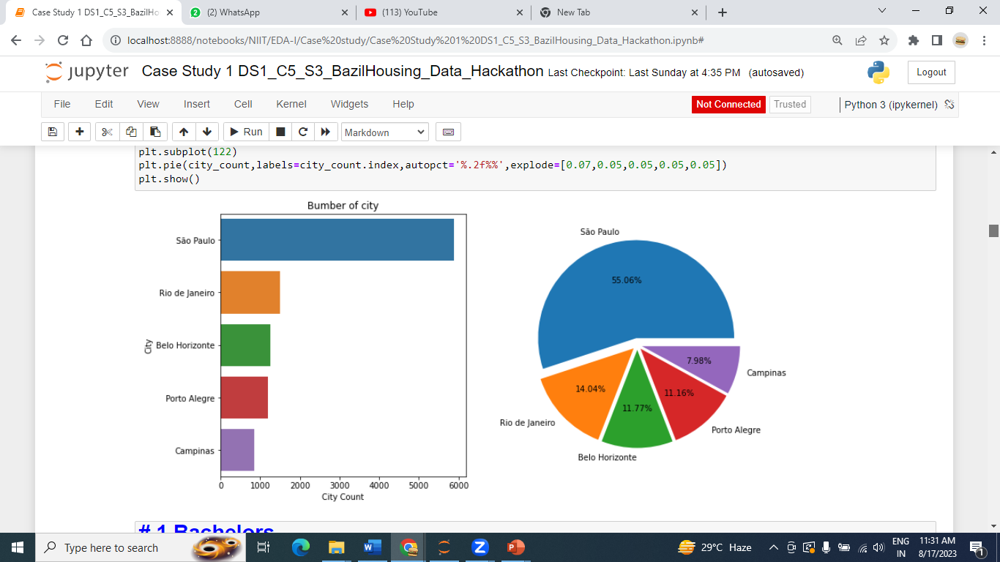 Case Study 1 DS1_C5_S3_BazilHo
(2) WhatsApp
(113) YouTube
New Tab
localhost:8888/notebooks/NIIT/EDA-I/Case%20study/Case%20Study%201%20DS1_C5_S3_BazilHousing_Data_Hackathon.ipynb#
jupyter Case Study 1 DS1_C5_S3_BazilHousing_Data_Hackathon Last Checkpoint: Last Sunday at 4:35 PM (autosaved)
Logout
File Edit View Insert Cell Kernel Widgets Help
Not Connected
Trusted
Python 3 (ipykernel)
Run
Markdown
plt.subplot(122)
plt.pie(city_count,labels=city_count.index,autopct='%.2f%%',explode=[0.07,0.05,0.05,0.05,0.05])
plt.show()
Bumber of city
City
São Paulo
Rio de Janeiro
Belo Horizonte
Porto Alegre
Campinas
0 1000 2000 3000 4000 5000 6000
City Count
São Paulo
55.06%
7.98%
Campinas
14.04%
11.16%
11.77%
Rio de Janeiro
Porto Alegre
Belo Horizonte
# 1 Bachelors
Type here to search
29°C Haze
ENG
IN
11:31 AM
8/17/2023
1